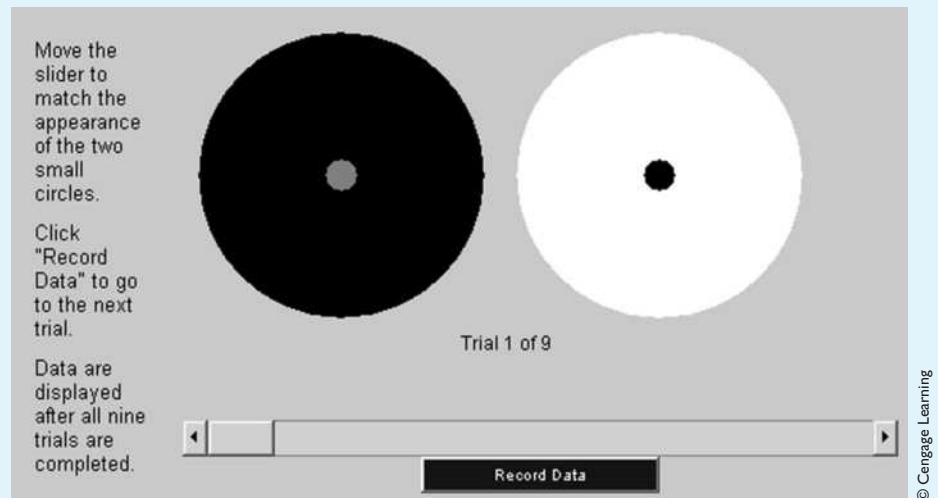 Move the
slider to
match the
appearance
of the two
small
circles.
Click
"Record
Data" to go
to the next
trial.
Data are
displayed
after all nine
trials are
completed.
Trial 1 of 9
Record Data
© Cengage Learning